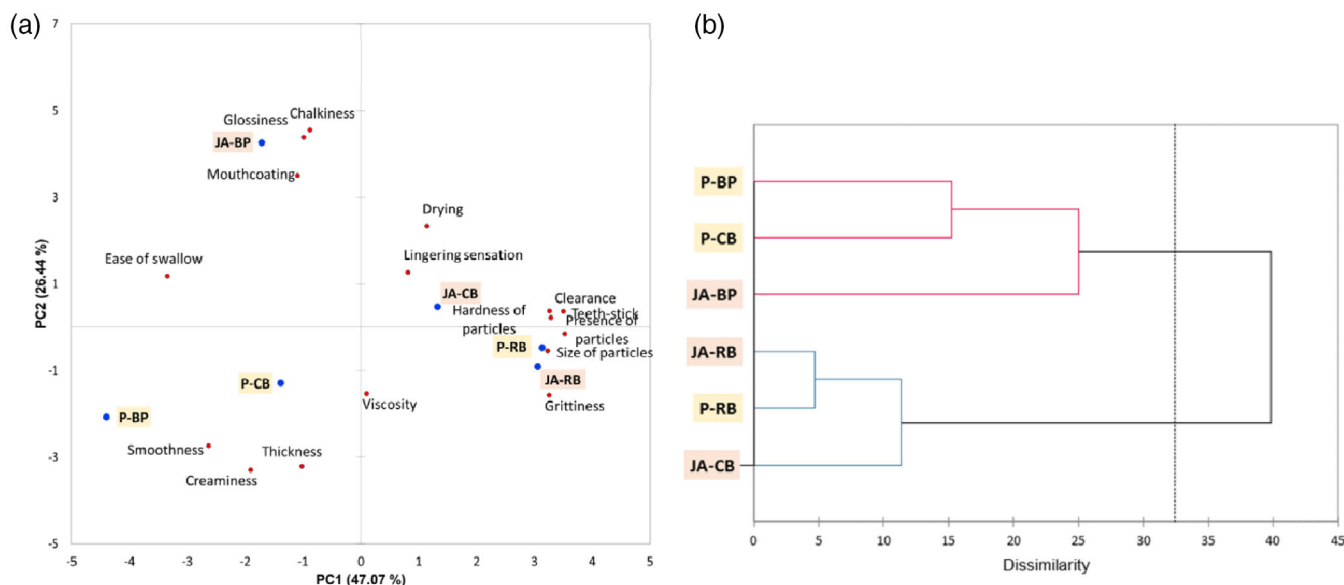 (a)
7
5
3
1
-1
-3
-5
PC2 (26.44 %)
Glossiness
Chalkiness
JA-BP
Mouthcoating
Drying
Ease of swallow
Lingering sensation
JA-CB
Hardness of
particles
Clearance
Teeth-stick
Presence of
particles
P-RB
Size of particles
JA-RB
Grittiness
P-CB
Viscosity
P-BP
Smoothness
Thickness
Creaminess
-5
-4
-3
-2
-1
0
1
2
3
4
5
PC1 (47.07 %)
(b)
P-BP
P-CB
JA-BP
JA-RB
P-RB
JA-CB
0
5
10
15
20
25
30
35
40
45
Dissimilarity